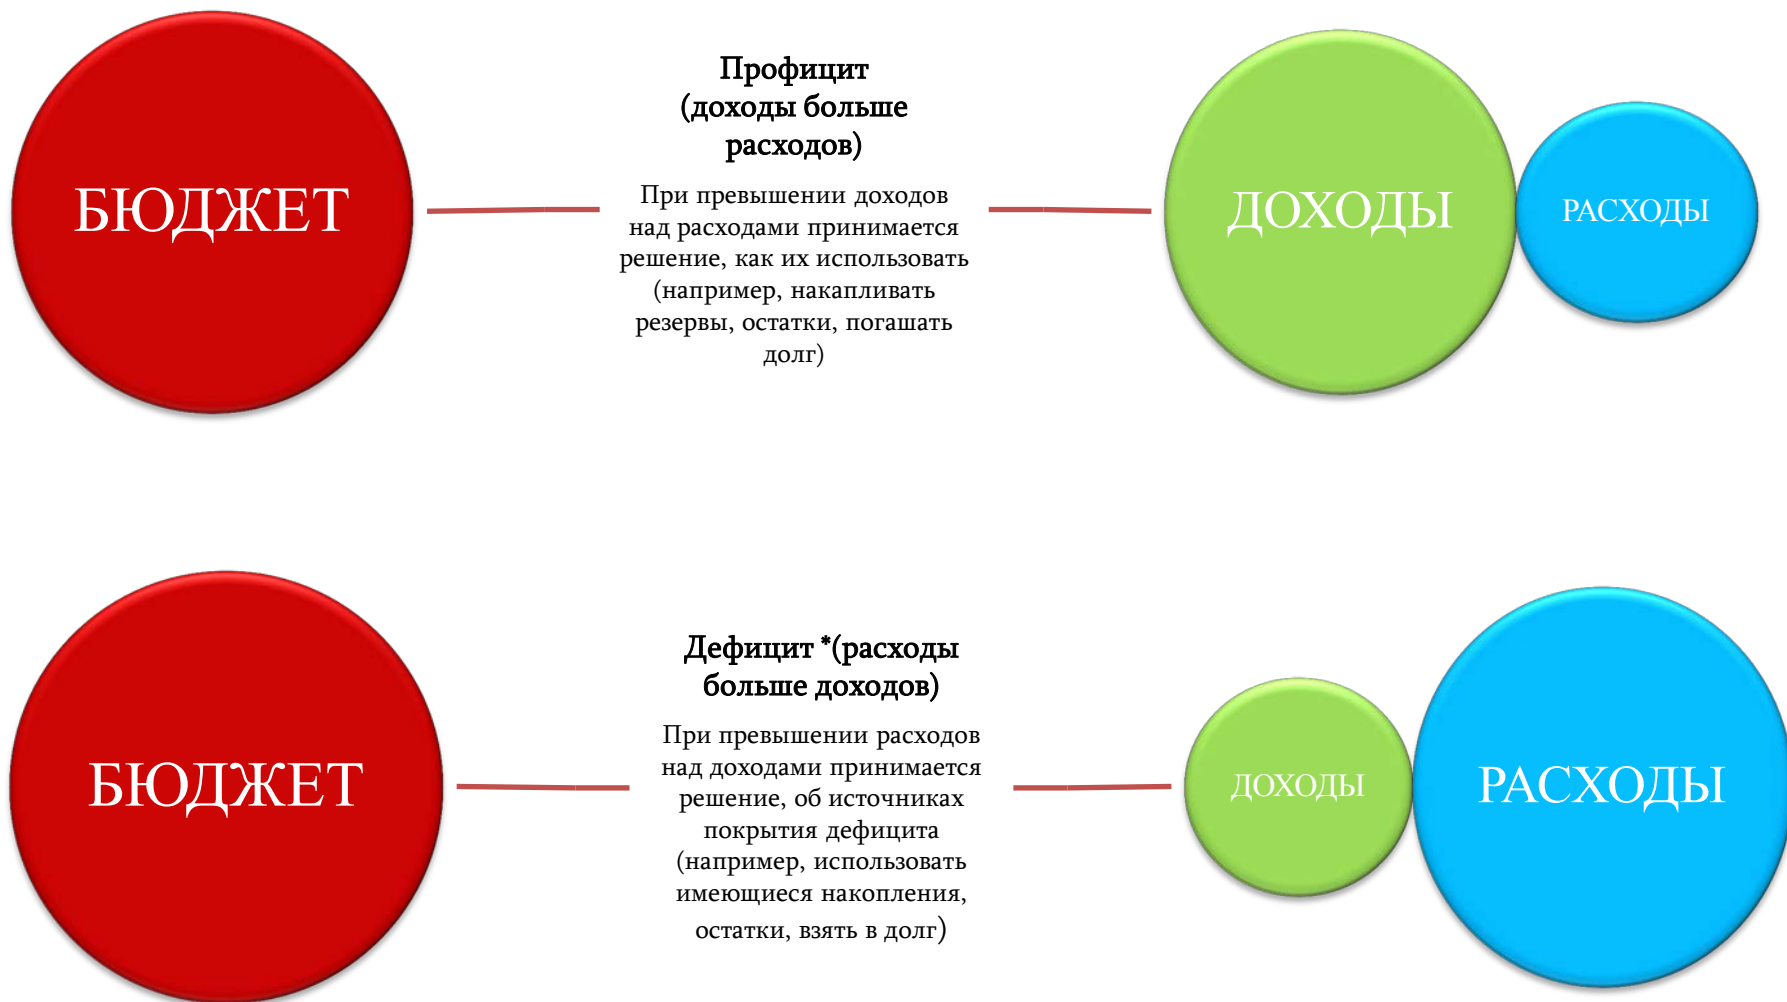 БЮДЖЕТ
Профицит
(доходы больше
расходов)
При превышении доходов
над расходами принимается
решение, как их использовать
(например, накапливать
резервы, остатки, погашать
долг)
ДОХОДЫ
РАСХОДЫ
БЮДЖЕТ
Дефицит *(расходы
больше доходов)
При превышении расходов
над доходами принимается
решение, об источниках
покрытия дефицита
(например, использовать
имеющиеся накопления,
остатки, взять в долг)
ДОХОДЫ
РАСХОДЫ